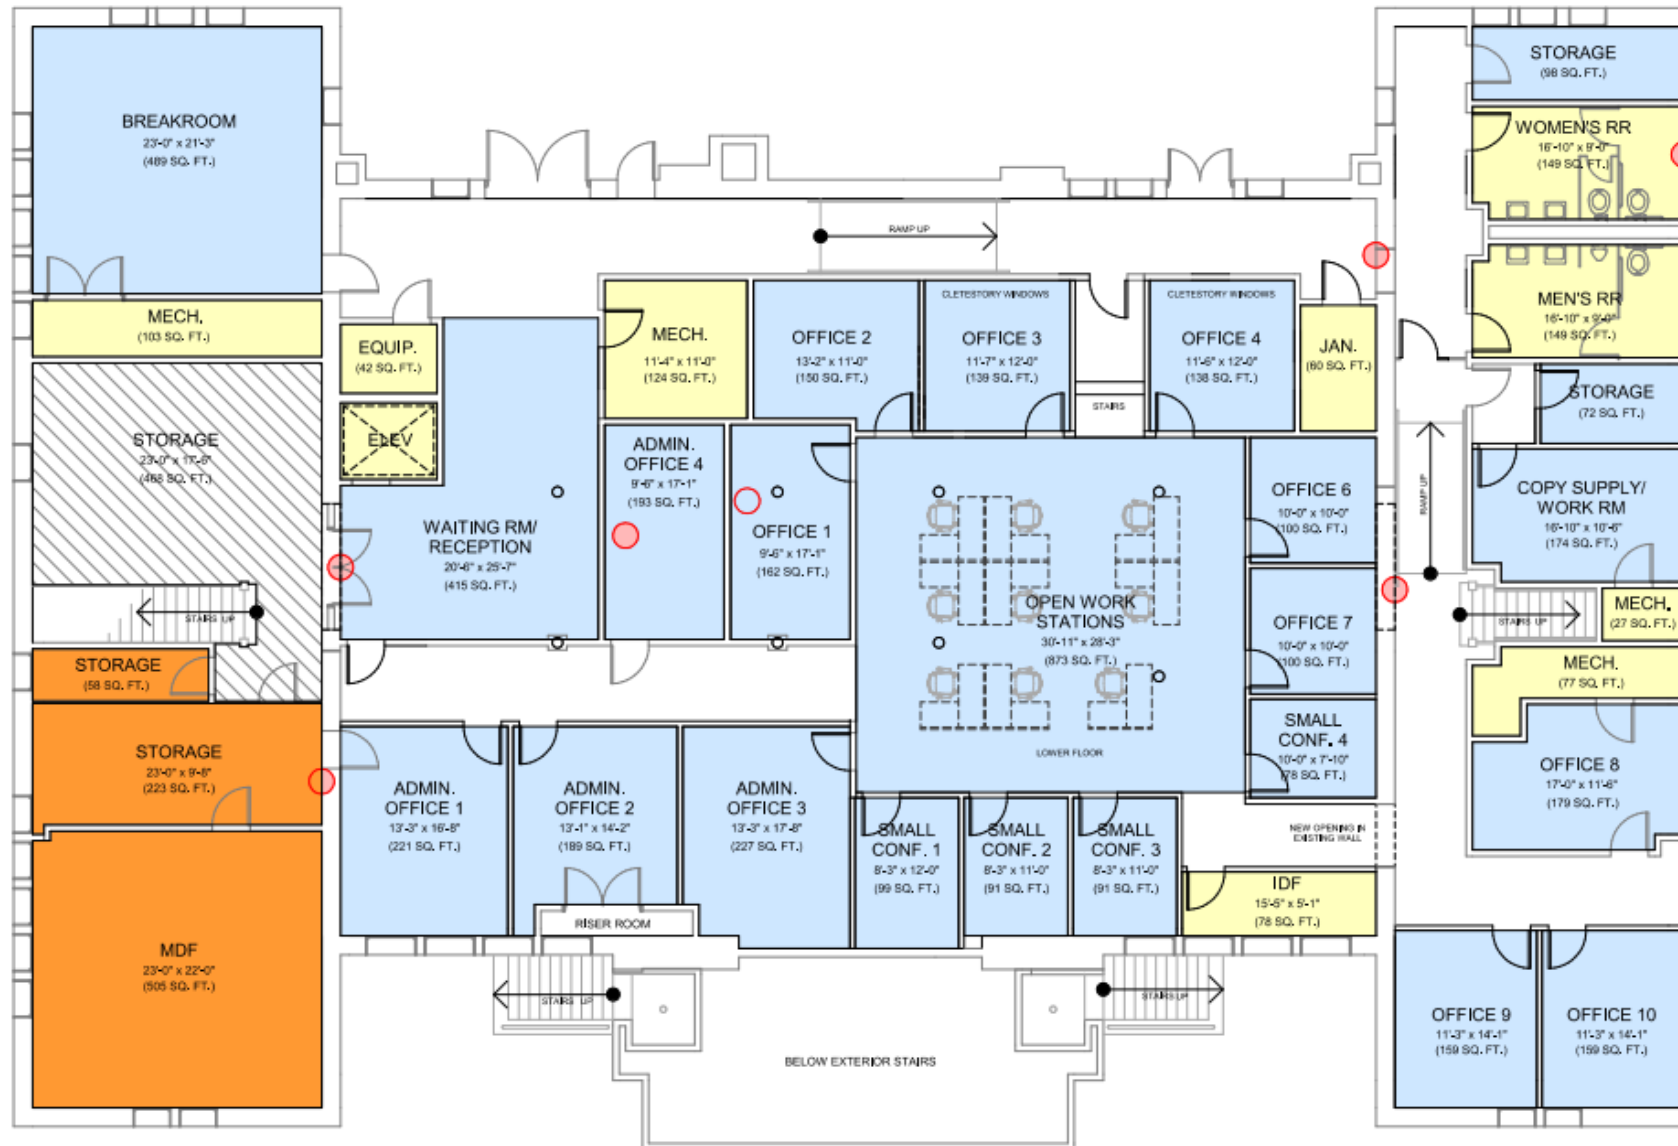 BREAKROOM
23'-0" x 21'-3"
(489 SQ. FT.)
MECH.
(103 SQ. FT.)
STORAGE
23'-0" x 17'-6"
(468 SQ. FT.)
STAIRS UP
STORAGE
(58 SQ. FT.)
STORAGE
23'-0" x 9'-8"
(223 SQ. FT.)
MDF
23'-0" x 22'-0"
(505 SQ. FT.)
EQUIP.
(42 SQ. FT.)
ELEV
WAITING RM/
RECEPTION
20'-6" x 25'-7"
(415 SQ. FT.)
RAMP UP
MECH.
11'-4" x 11'-0"
(124 SQ. FT.)
OFFICE 2
13'-2" x 11'-0"
(150 SQ. FT.)
CLETESTORY WINDOWS
OFFICE 3
11'-7" x 12'-0"
(139 SQ. FT.)
STAIRS
CLETESTORY WINDOWS
OFFICE 4
11'-6" x 12'-0"
(138 SQ. FT.)
JAN.
(60 SQ. FT.)
ADMIN.
OFFICE 4
9'-6" x 17'-1"
(193 SQ. FT.)
OFFICE 1
9'-6" x 17'-1"
(162 SQ. FT.)
OPEN WORK
STATIONS
30'-11" x 28'-3"
(873 SQ. FT.)
LOWER FLOOR
OFFICE 6
10'-0" x 10'-0"
(100 SQ. FT.)
OFFICE 7
10'-0" x 10'-0"
(100 SQ. FT.)
SMALL
CONF. 4
10'-0" x 7'-10"
(78 SQ. FT.)
ADMIN.
OFFICE 1
13'-3" x 16'-8"
(221 SQ. FT.)
ADMIN.
OFFICE 2
13'-1" x 14'-2"
(189 SQ. FT.)
RISER ROOM
ADMIN.
OFFICE 3
13'-3" x 17'-8"
(227 SQ. FT.)
SMALL
CONF. 1
8'-3" x 12'-0"
(99 SQ. FT.)
SMALL
CONF. 2
8'-3" x 11'-0"
(91 SQ. FT.)
SMALL
CONF. 3
8'-3" x 11'-0"
(91 SQ. FT.)
NEW OPENING IN
EXISTING WALL
IDF
15'-5" x 5'-1"
(78 SQ. FT.)
STAIRS UP
STAIRS UP
BELOW EXTERIOR STAIRS
STORAGE
(98 SQ. FT.)
WOMEN'S RR
16'-10" x 9'-0"
(149 SQ. FT.)
MEN'S RR
16'-10" x 9'-0"
(149 SQ. FT.)
STORAGE
(72 SQ. FT.)
RAMP UP
COPY SUPPLY/
WORK RM
16'-10" x 10'-6"
(174 SQ. FT.)
STAIRS UP
MECH.
(27 SQ. FT.)
MECH.
(77 SQ. FT.)
OFFICE 8
17'-0" x 11'-6"
(179 SQ. FT.)
OFFICE 9
11'-3" x 14'-1"
(159 SQ. FT.)
OFFICE 10
11'-3" x 14'-1"
(159 SQ. FT.)